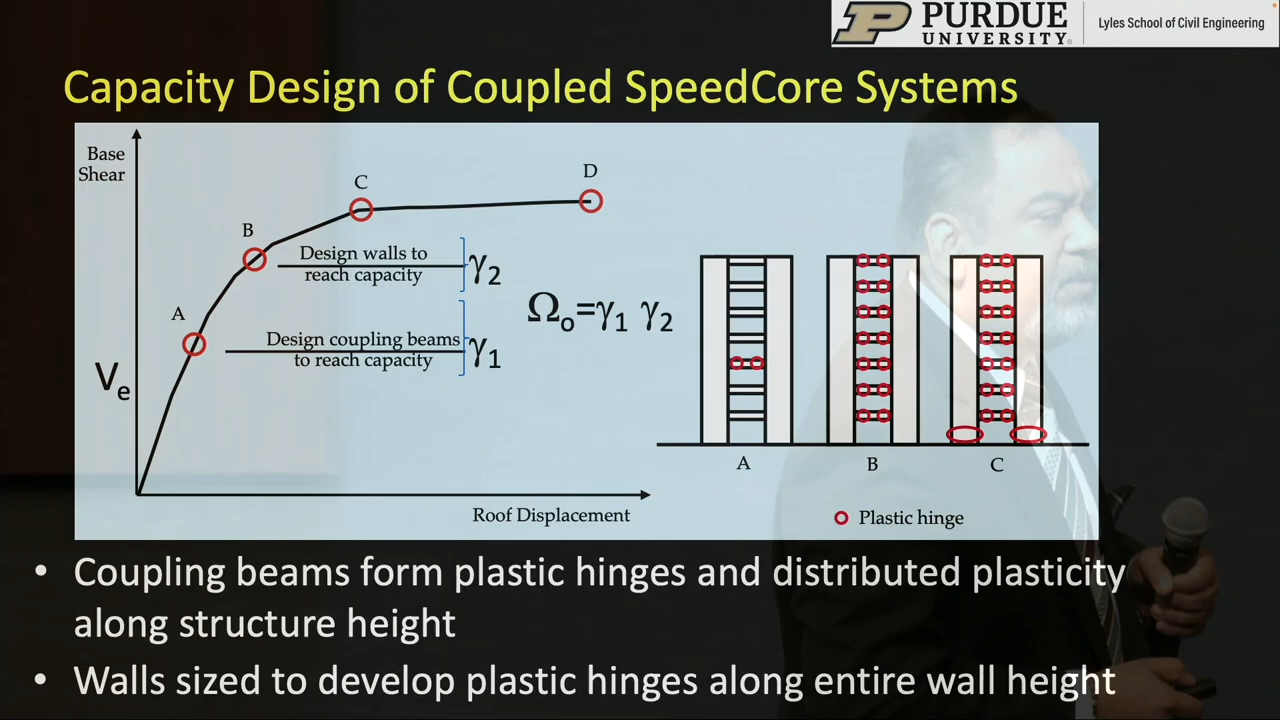 PURDUE
UNIVERSITY®
Lyles School of Civil Engineering
Capacity Design of Coupled SpeedCore Systems
Base
Shear
A
B
C
D
Design walls to
reach capacity
γ2
Design coupling beams
to reach capacity
γ1
Ωo=γ1 γ2
Ve
Roof Displacement
A
B
C
Plastic hinge
• Coupling beams form plastic hinges and distributed plasticity
along structure height
• Walls sized to develop plastic hinges along entire wall height